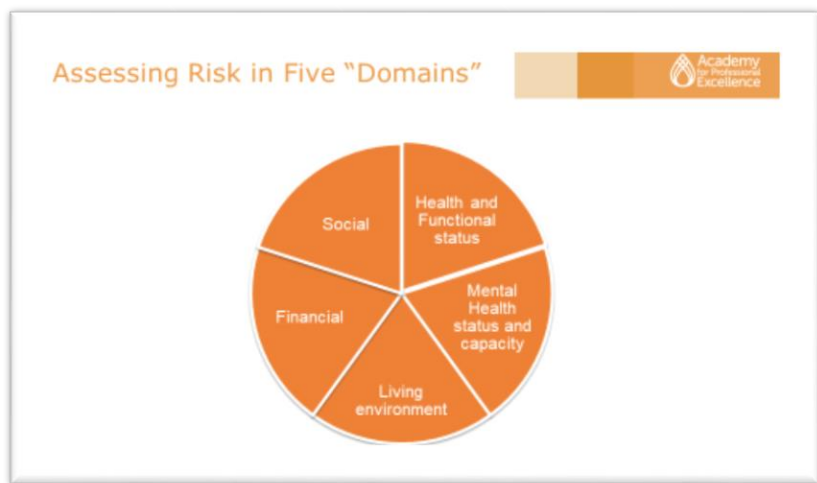 Assessing Risk in Five “Domains”
Academy
for Professional
Excellence
Health and
Functional
status
Mental
Health
status and
capacity
Living
environment
Financial
Social